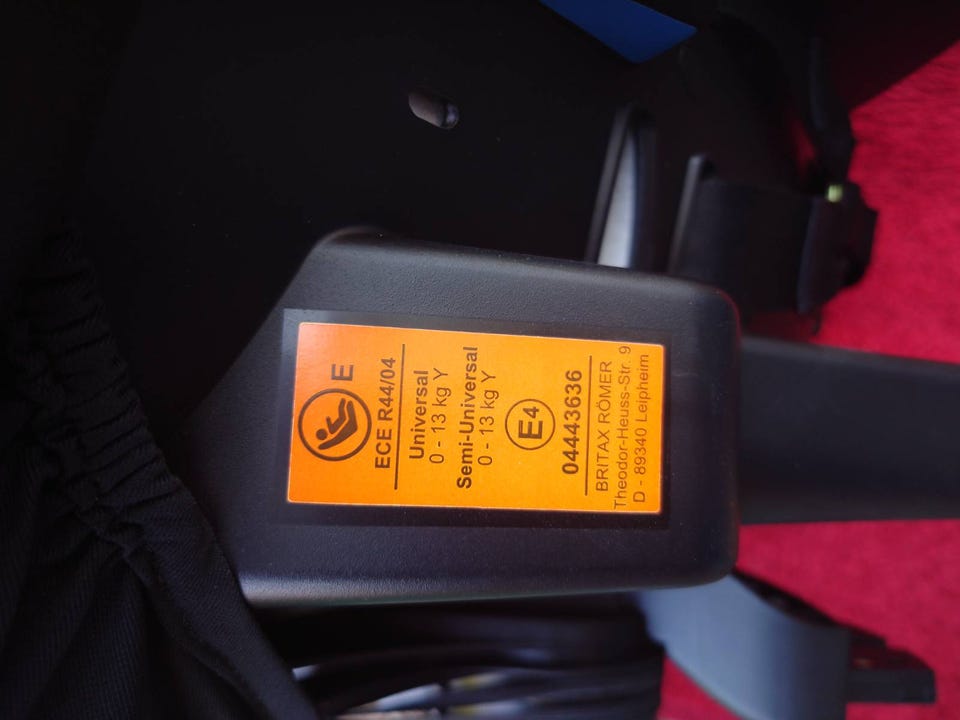 E
ECE R44/04
Universal
0 - 13 kg Y
Semi-Universal
0 - 13 kg Y
E4
04443636
BRITAX RÖMER
Theodor-Heuss-Str. 9
D - 89340 Leipheim